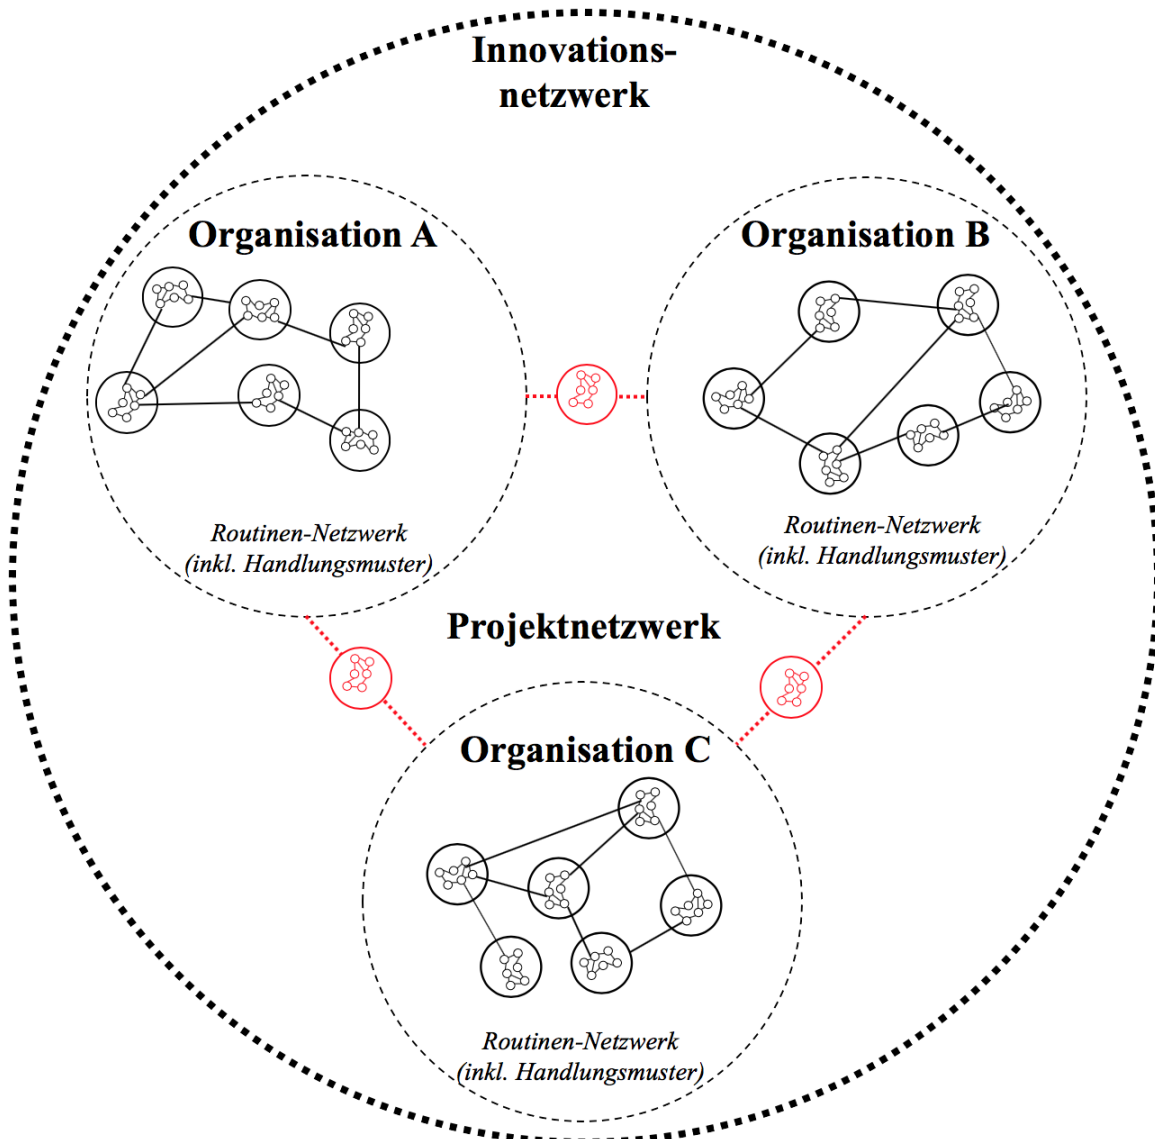 Innovations-
netzwerk
Organisation A
Organisation B
Routinen-Netzwerk
(inkl. Handlungsmuster)
Routinen-Netzwerk
(inkl. Handlungsmuster)
Projektnetzwerk
Organisation C
Routinen-Netzwerk
(inkl. Handlungsmuster)